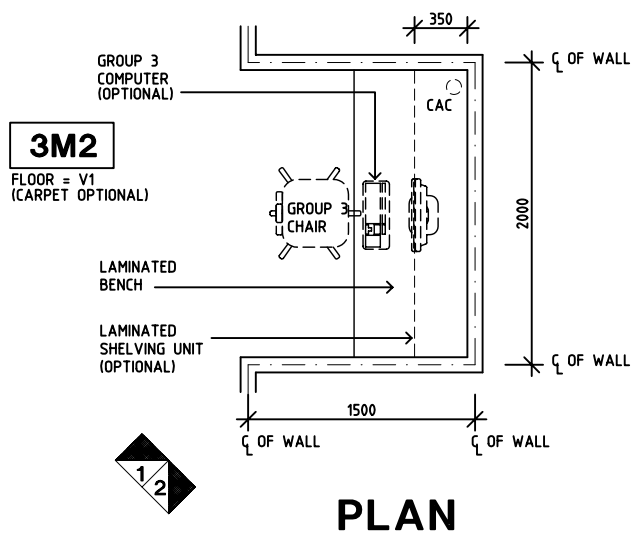 350
GROUP 3
COMPUTER
(OPTIONAL)
℄ OF WALL
CAC
3M2
FLOOR = V1
(CARPET OPTIONAL)
GROUP 3
CHAIR
2000
LAMINATED
BENCH
LAMINATED
SHELVING UNIT
(OPTIONAL)
℄ OF WALL
1500
℄ OF WALL
℄ OF WALL
1
2
PLAN